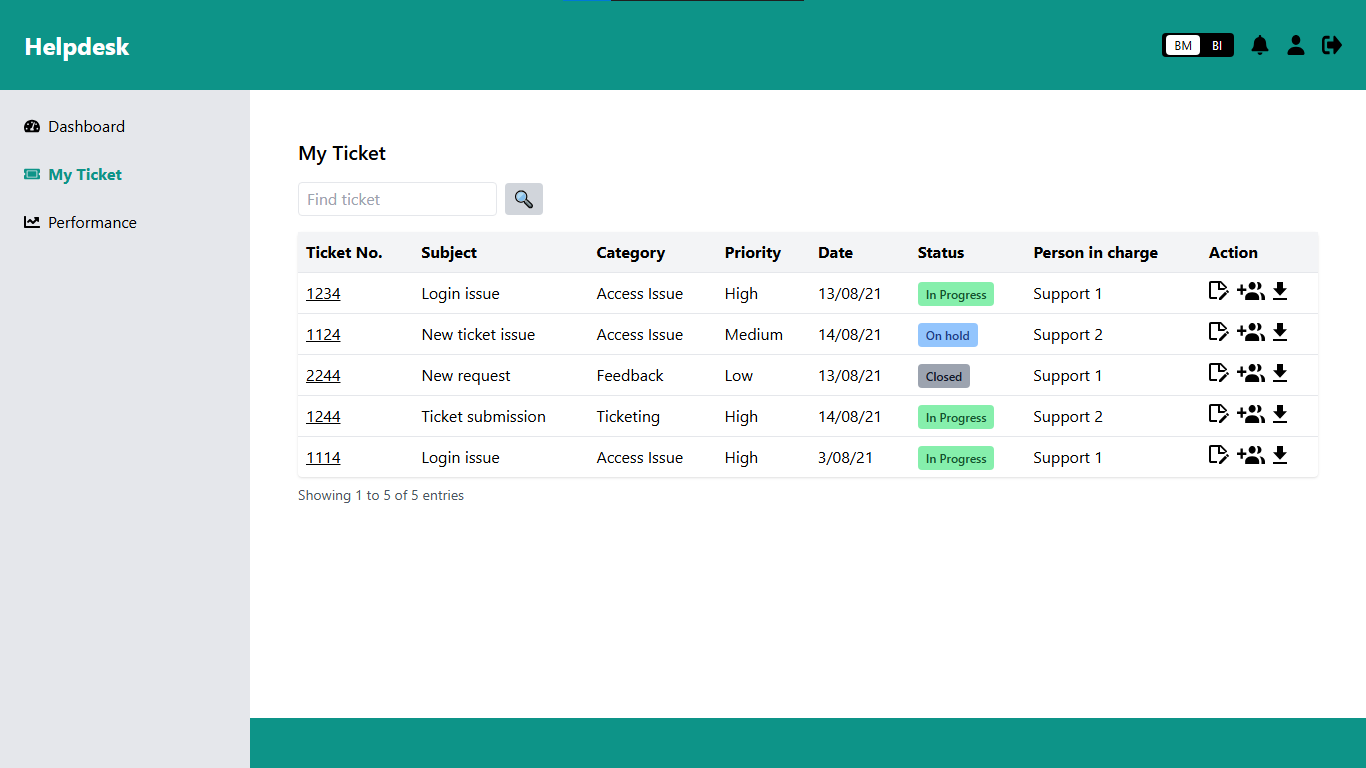 Helpdesk
BM BI
Dashboard
My Ticket
Performance
My Ticket
Find ticket
Ticket No. Subject Category Priority Date Status Person in charge Action
1234 Login issue Access Issue High 13/08/21 In Progress Support 1
1124 New ticket issue Access Issue Medium 14/08/21 On hold Support 2
2244 New request Feedback Low 13/08/21 Closed Support 1
1244 Ticket submission Ticketing High 14/08/21 In Progress Support 2
1114 Login issue Access Issue High 3/08/21 In Progress Support 1
Showing 1 to 5 of 5 entries